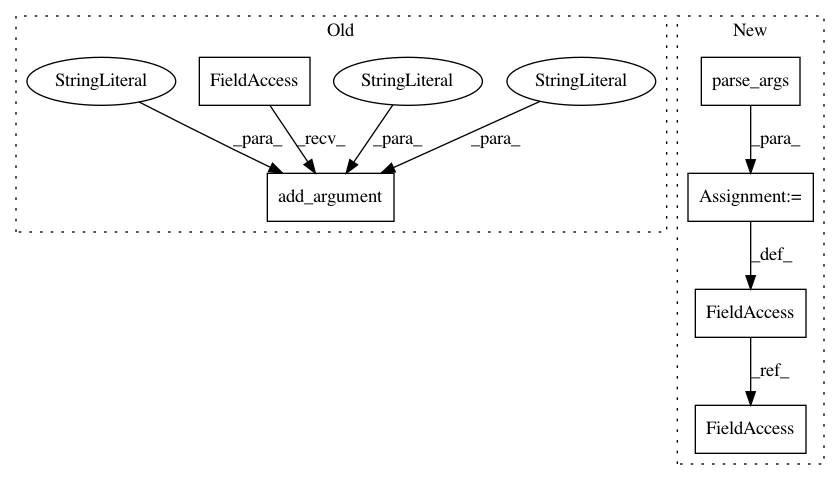 Old
New
StringLiteral
FieldAccess
StringLiteral
StringLiteral
parse_args
_para_
_recv_
_para_
_para_
_para_
add_argument
Assignment:=
_def_
FieldAccess
_ref_
FieldAccess